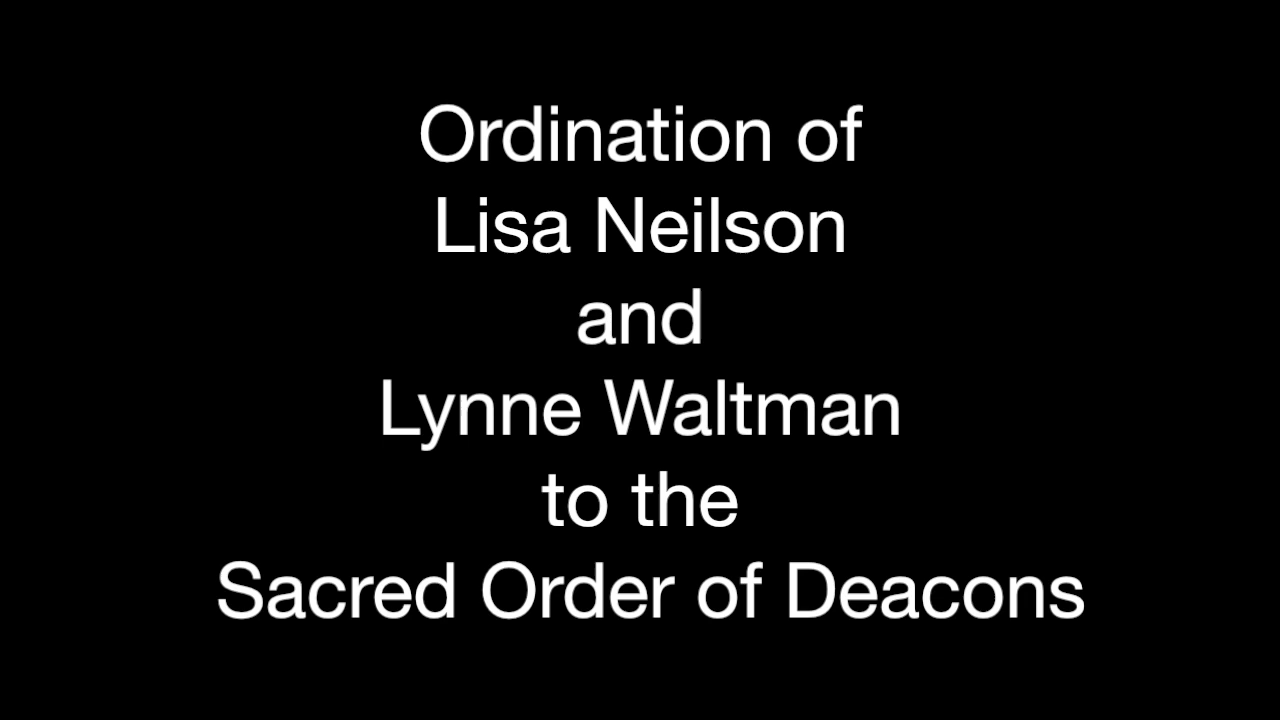 Ordination of
Lisa Neilson
and
Lynne Waltman
to the
Sacred Order of Deacons